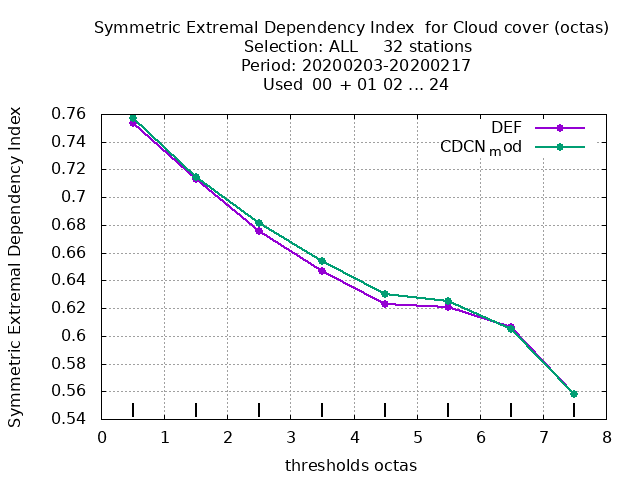 Symmetric Extremal Dependency Index for Cloud cover (octas)
Selection: ALL 32 stations
Period: 20200203-20200217
Used 00 + 01 02 ... 24
Symmetric Extremal Dependency Index
0.76
0.74
0.72
0.7
0.68
0.66
0.64
0.62
0.6
0.58
0.56
0.54
DEF
CDCNmod
0 1 2 3 4 5 6 7 8
thresholds octas